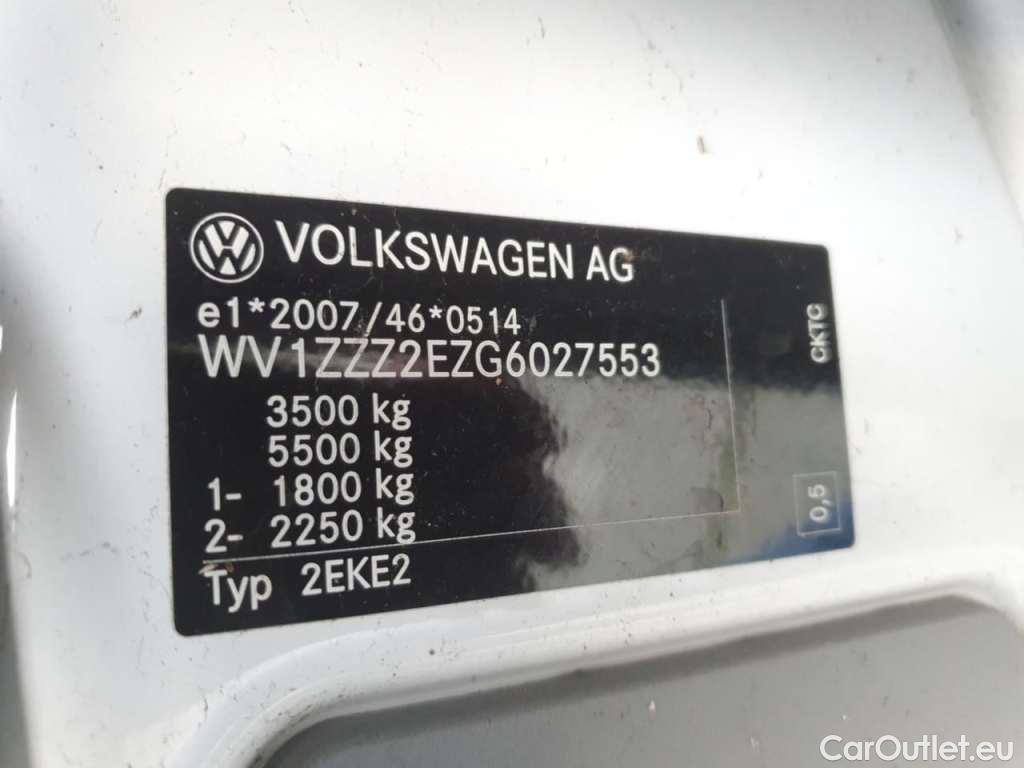 VOLKSWAGEN AG
e1*2007/46*0514
WV1ZZZ2EZG6027553
3500 kg
5500 kg
1- 1800 kg
2- 2250 kg
Typ 2EKE2
CKTC
0,5
CarOutlet.eu